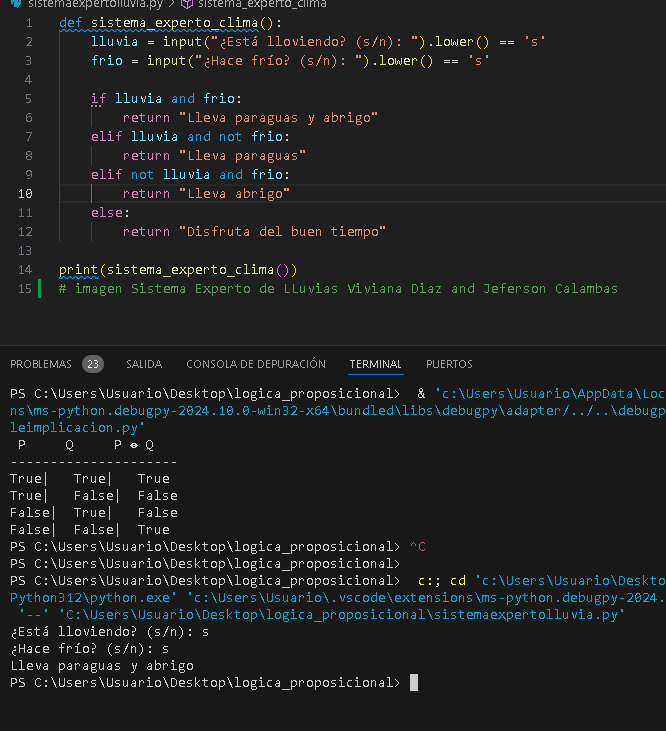 sistemaexpertolluvia.py > sistema_experto_clima
1 def sistema_experto_clima():
2 lluvia = input("¿Está lloviendo? (s/n): ").lower() == 's'
3 frio = input("¿Hace frío? (s/n): ").lower() == 's'
4
5 if lluvia and frio:
6 return "Lleva paraguas y abrigo"
7 elif lluvia and not frio:
8 return "Lleva paraguas"
9 elif not lluvia and frio:
10 return "Lleva abrigo"
11 else:
12 return "Disfruta del buen tiempo"
13
14 print(sistema_experto_clima())
15 # imagen Sistema Experto de LLuvias Viviana Diaz and Jeferson Calambas
PROBLEMAS 23 SALIDA CONSOLA DE DEPURACIÓN TERMINAL PUERTOS
PS C:\Users\Usuario\Desktop\logica_proposicional> & 'c:\Users\Usuario\AppData\Loc
ns\ms-python.debugpy-2024.10.0-win32-x64\bundled\libs\debugpy\adapter/../..\debugp
leimplicacion.py'
P Q P ↔ Q
---------------------
True| True| True
True| False| False
False| True| False
False| False| True
PS C:\Users\Usuario\Desktop\logica_proposicional> ^C
PS C:\Users\Usuario\Desktop\logica_proposicional>
PS C:\Users\Usuario\Desktop\logica_proposicional> c:; cd 'c:\Users\Usuario\Deskto
Python312\python.exe' 'c:\Users\Usuario\.vscode\extensions\ms-python.debugpy-2024.
'--' 'C:\Users\Usuario\Desktop\logica_proposicional\sistemaexpertolluvia.py'
¿Está lloviendo? (s/n): s
¿Hace frío? (s/n): s
Lleva paraguas y abrigo
PS C:\Users\Usuario\Desktop\logica_proposicional>